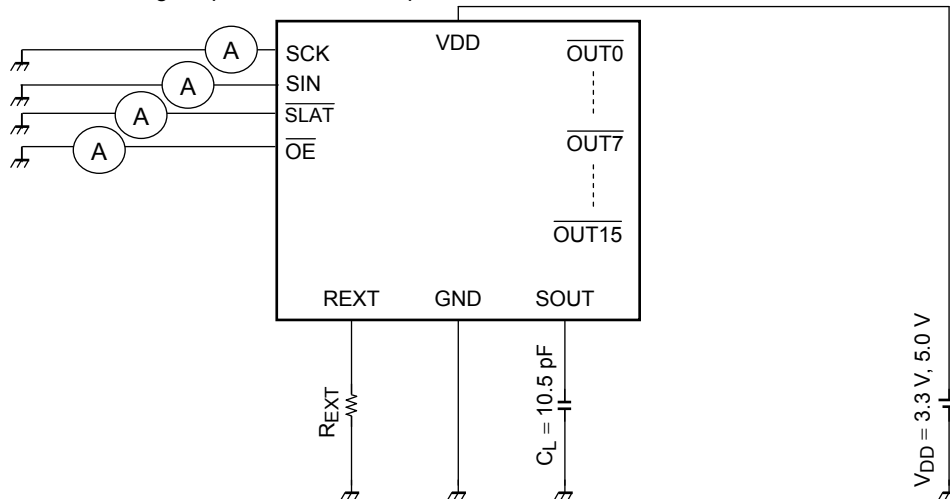 A
SCK
VDD
OUT0
A
SIN
A
SLAT
A
OE
OUT7
OUT15
REXT
GND
SOUT
REXT
CL = 10.5 pF
VDD = 3.3 V, 5.0 V